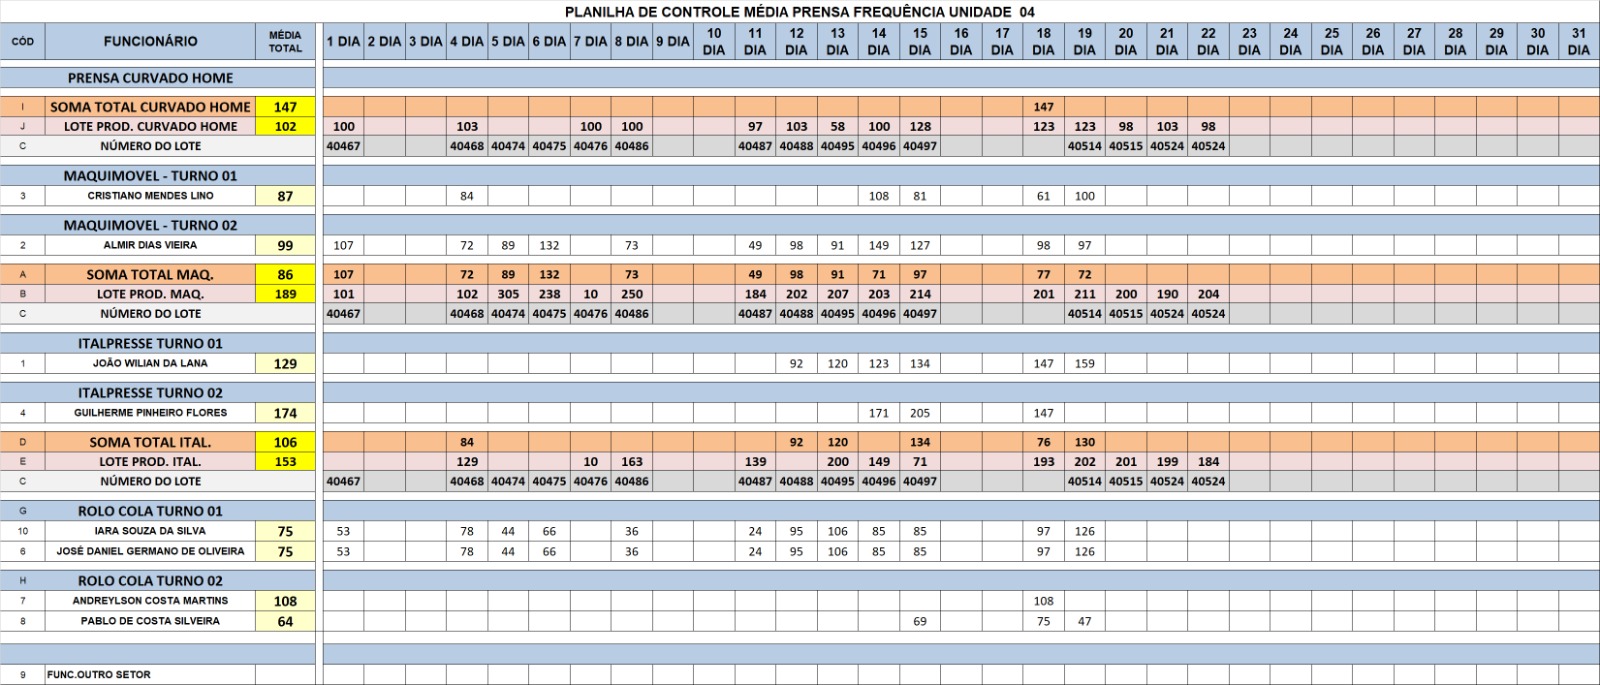 PLANILHA DE CONTROLE MÉDIA PRENSA FREQUÊNCIA UNIDADE 04
CÓD FUNCIONÁRIO MÉDIA TOTAL 1 DIA 2 DIA 3 DIA 4 DIA 5 DIA 6 DIA 7 DIA 8 DIA 9 DIA 10 DIA 11 DIA 12 DIA 13 DIA 14 DIA 15 DIA 16 DIA 17 DIA 18 DIA 19 DIA 20 DIA 21 DIA 22 DIA 23 DIA 24 DIA 25 DIA 26 DIA 27 DIA 28 DIA 29 DIA 30 DIA 31 DIA
PRENSA CURVADO HOME
I SOMA TOTAL CURVADO HOME 147 147
J LOTE PROD. CURVADO HOME 102 100 103 100 100 97 103 58 100 128 123 123 98 103 98
C NÚMERO DO LOTE 40467 40468 40474 40475 40476 40486 40487 40488 40495 40496 40497 40514 40515 40524 40524
MAQUIMOVEL - TURNO 01
3 CRISTIANO MENDES LINO 87 84 108 81 61 100
MAQUIMOVEL - TURNO 02
2 ALMIR DIAS VIEIRA 99 107 72 89 132 73 49 98 91 149 127 98 97
A SOMA TOTAL MAQ. 86 107 72 89 132 73 49 98 91 71 97 77 72
B LOTE PROD. MAQ. 189 101 102 305 238 10 250 184 202 207 203 214 201 211 200 190 204
C NÚMERO DO LOTE 40467 40468 40474 40475 40476 40486 40487 40488 40495 40496 40497 40514 40515 40524 40524
ITALPRESSE TURNO 01
1 JOÃO WILIAN DA LANA 129 92 120 123 134 147 159
ITALPRESSE TURNO 02
4 GUILHERME PINHEIRO FLORES 174 171 205 147
D SOMA TOTAL ITAL. 106 84 92 120 134 76 130
E LOTE PROD. ITAL. 153 129 10 163 139 200 149 71 193 202 201 199 184
C NÚMERO DO LOTE 40467 40468 40474 40475 40476 40486 40487 40488 40495 40496 40497 40514 40515 40524 40524
G ROLO COLA TURNO 01
10 IARA SOUZA DA SILVA 75 53 78 44 66 36 24 95 106 85 85 97 126
6 JOSÉ DANIEL GERMANO DE OLIVEIRA 75 53 78 44 66 36 24 95 106 85 85 97 126
H ROLO COLA TURNO 02
7 ANDREYLSON COSTA MARTINS 108 108
8 PABLO DE COSTA SILVEIRA 64 69 75 47
9 FUNC.OUTRO SETOR